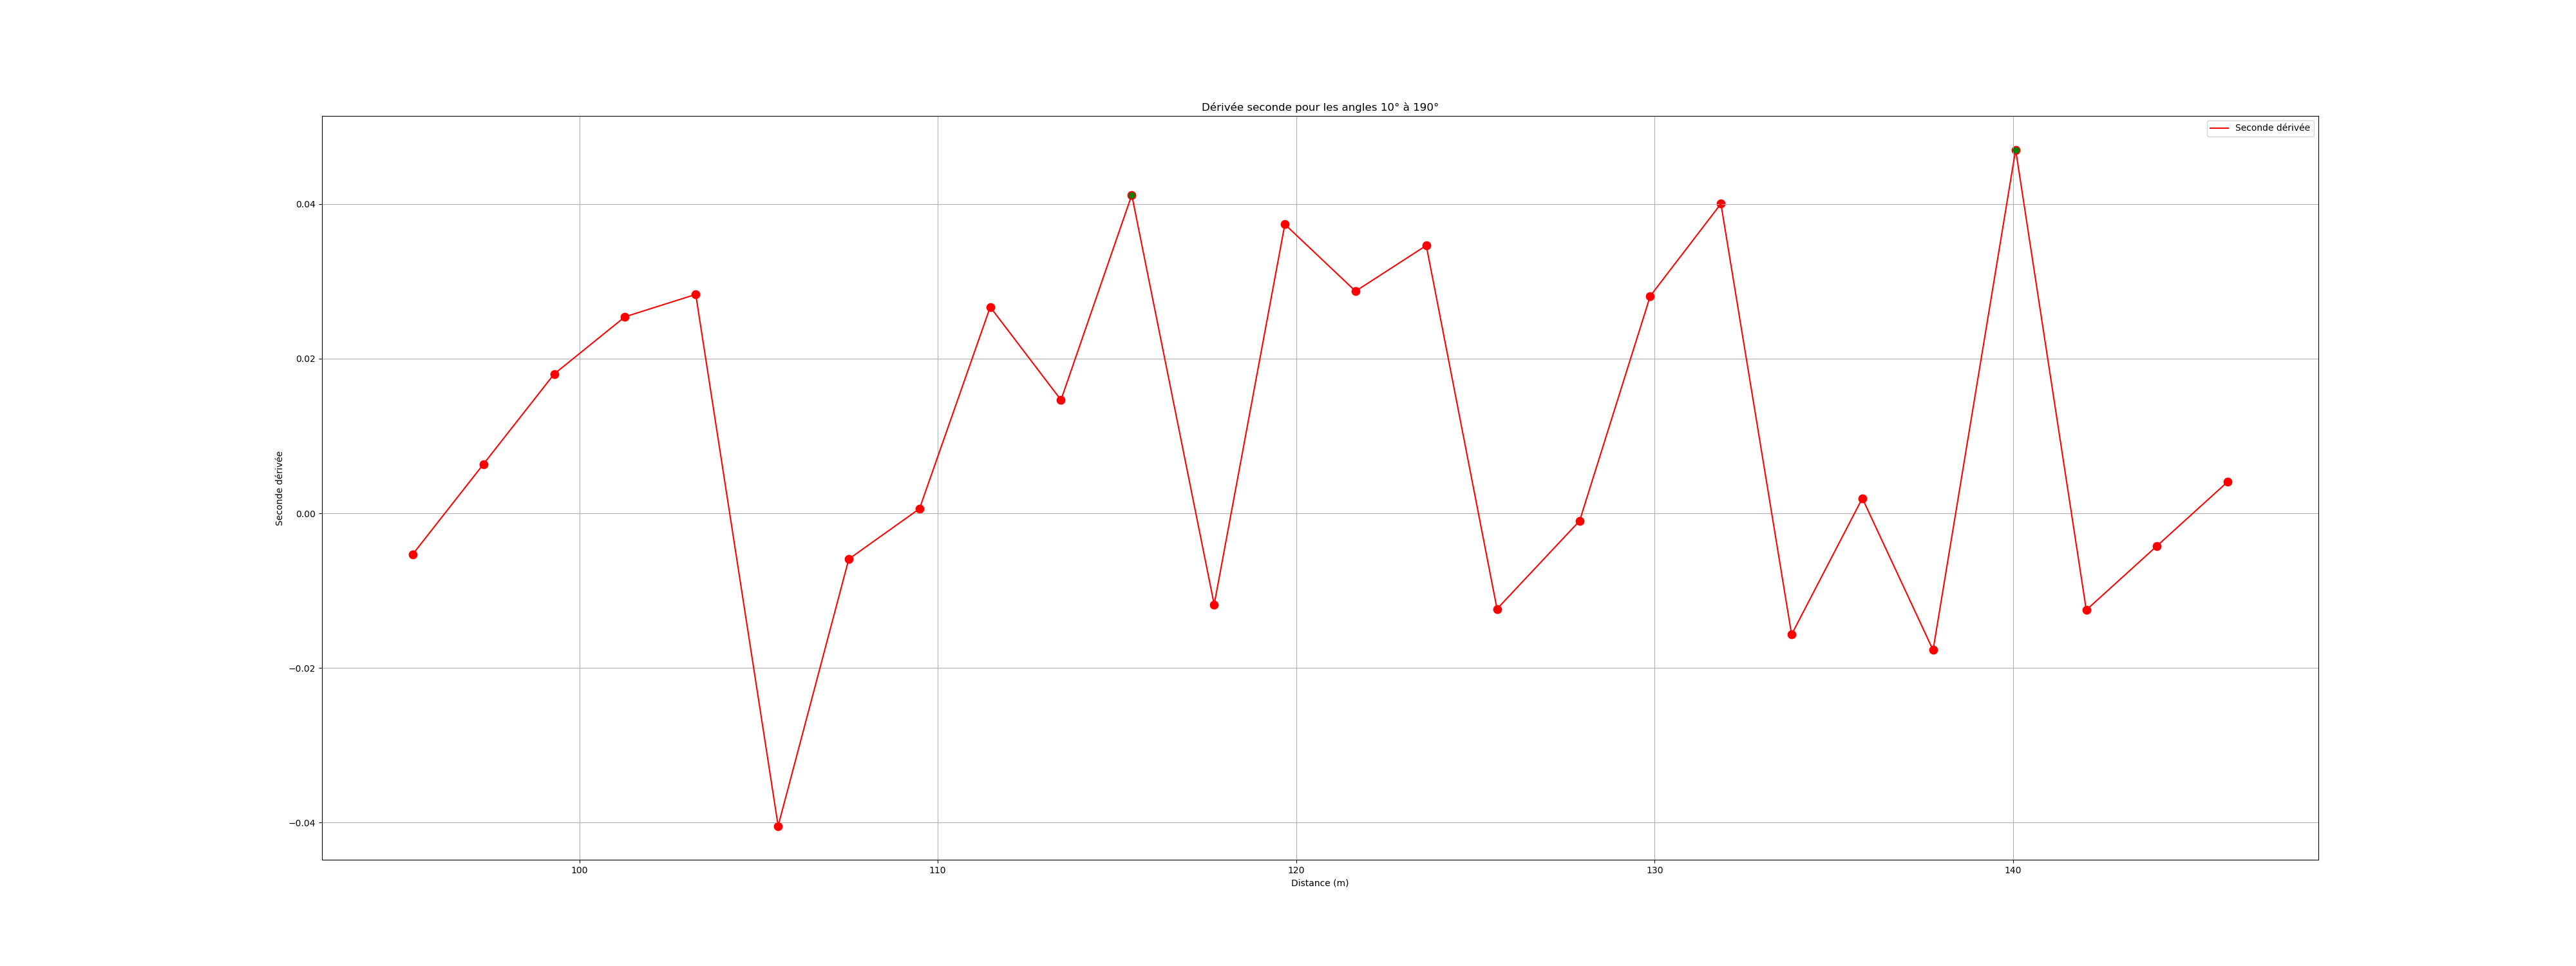 Dérivée seconde pour les angles 10° à 190°
Seconde dérivée
0.04
0.02
0.00
−0.02
−0.04
Seconde dérivée
100
110
120
130
140
Distance (m)